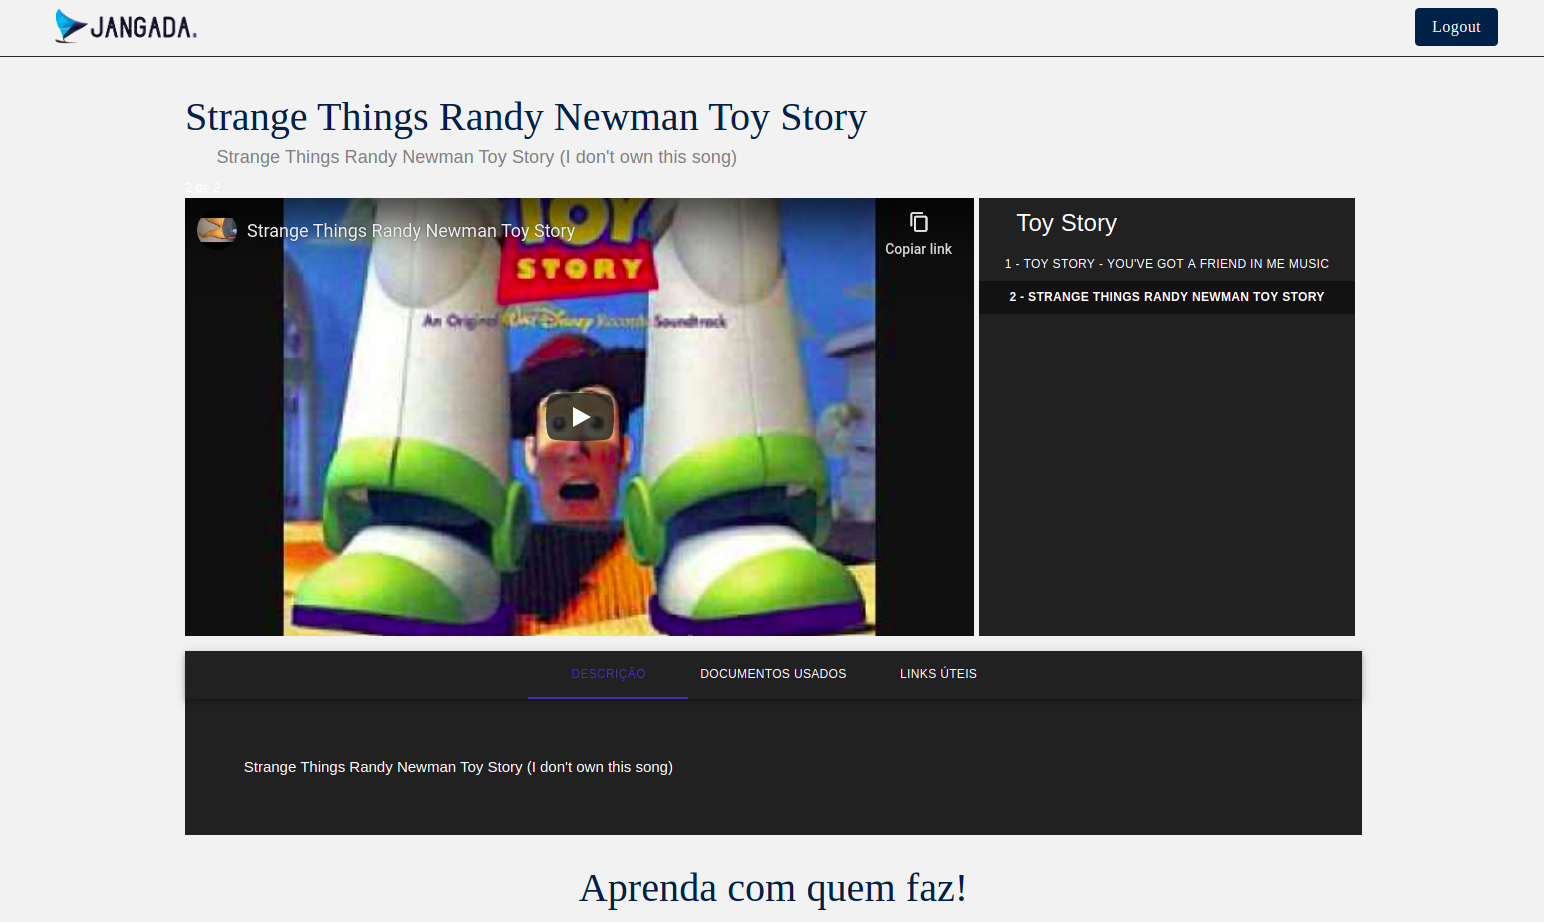 JANGADA.
Logout
Strange Things Randy Newman Toy Story
Strange Things Randy Newman Toy Story (I don't own this song)
2 de 2
Strange Things Randy Newman Toy Story
Copiar link
TOY
STORY
An Original Walt Disney Records Soundtrack
Toy Story
1 - TOY STORY - YOU'VE GOT A FRIEND IN ME MUSIC
2 - STRANGE THINGS RANDY NEWMAN TOY STORY
DESCRIÇÃO
DOCUMENTOS USADOS
LINKS ÚTEIS
Strange Things Randy Newman Toy Story (I don't own this song)
Aprenda com quem faz!